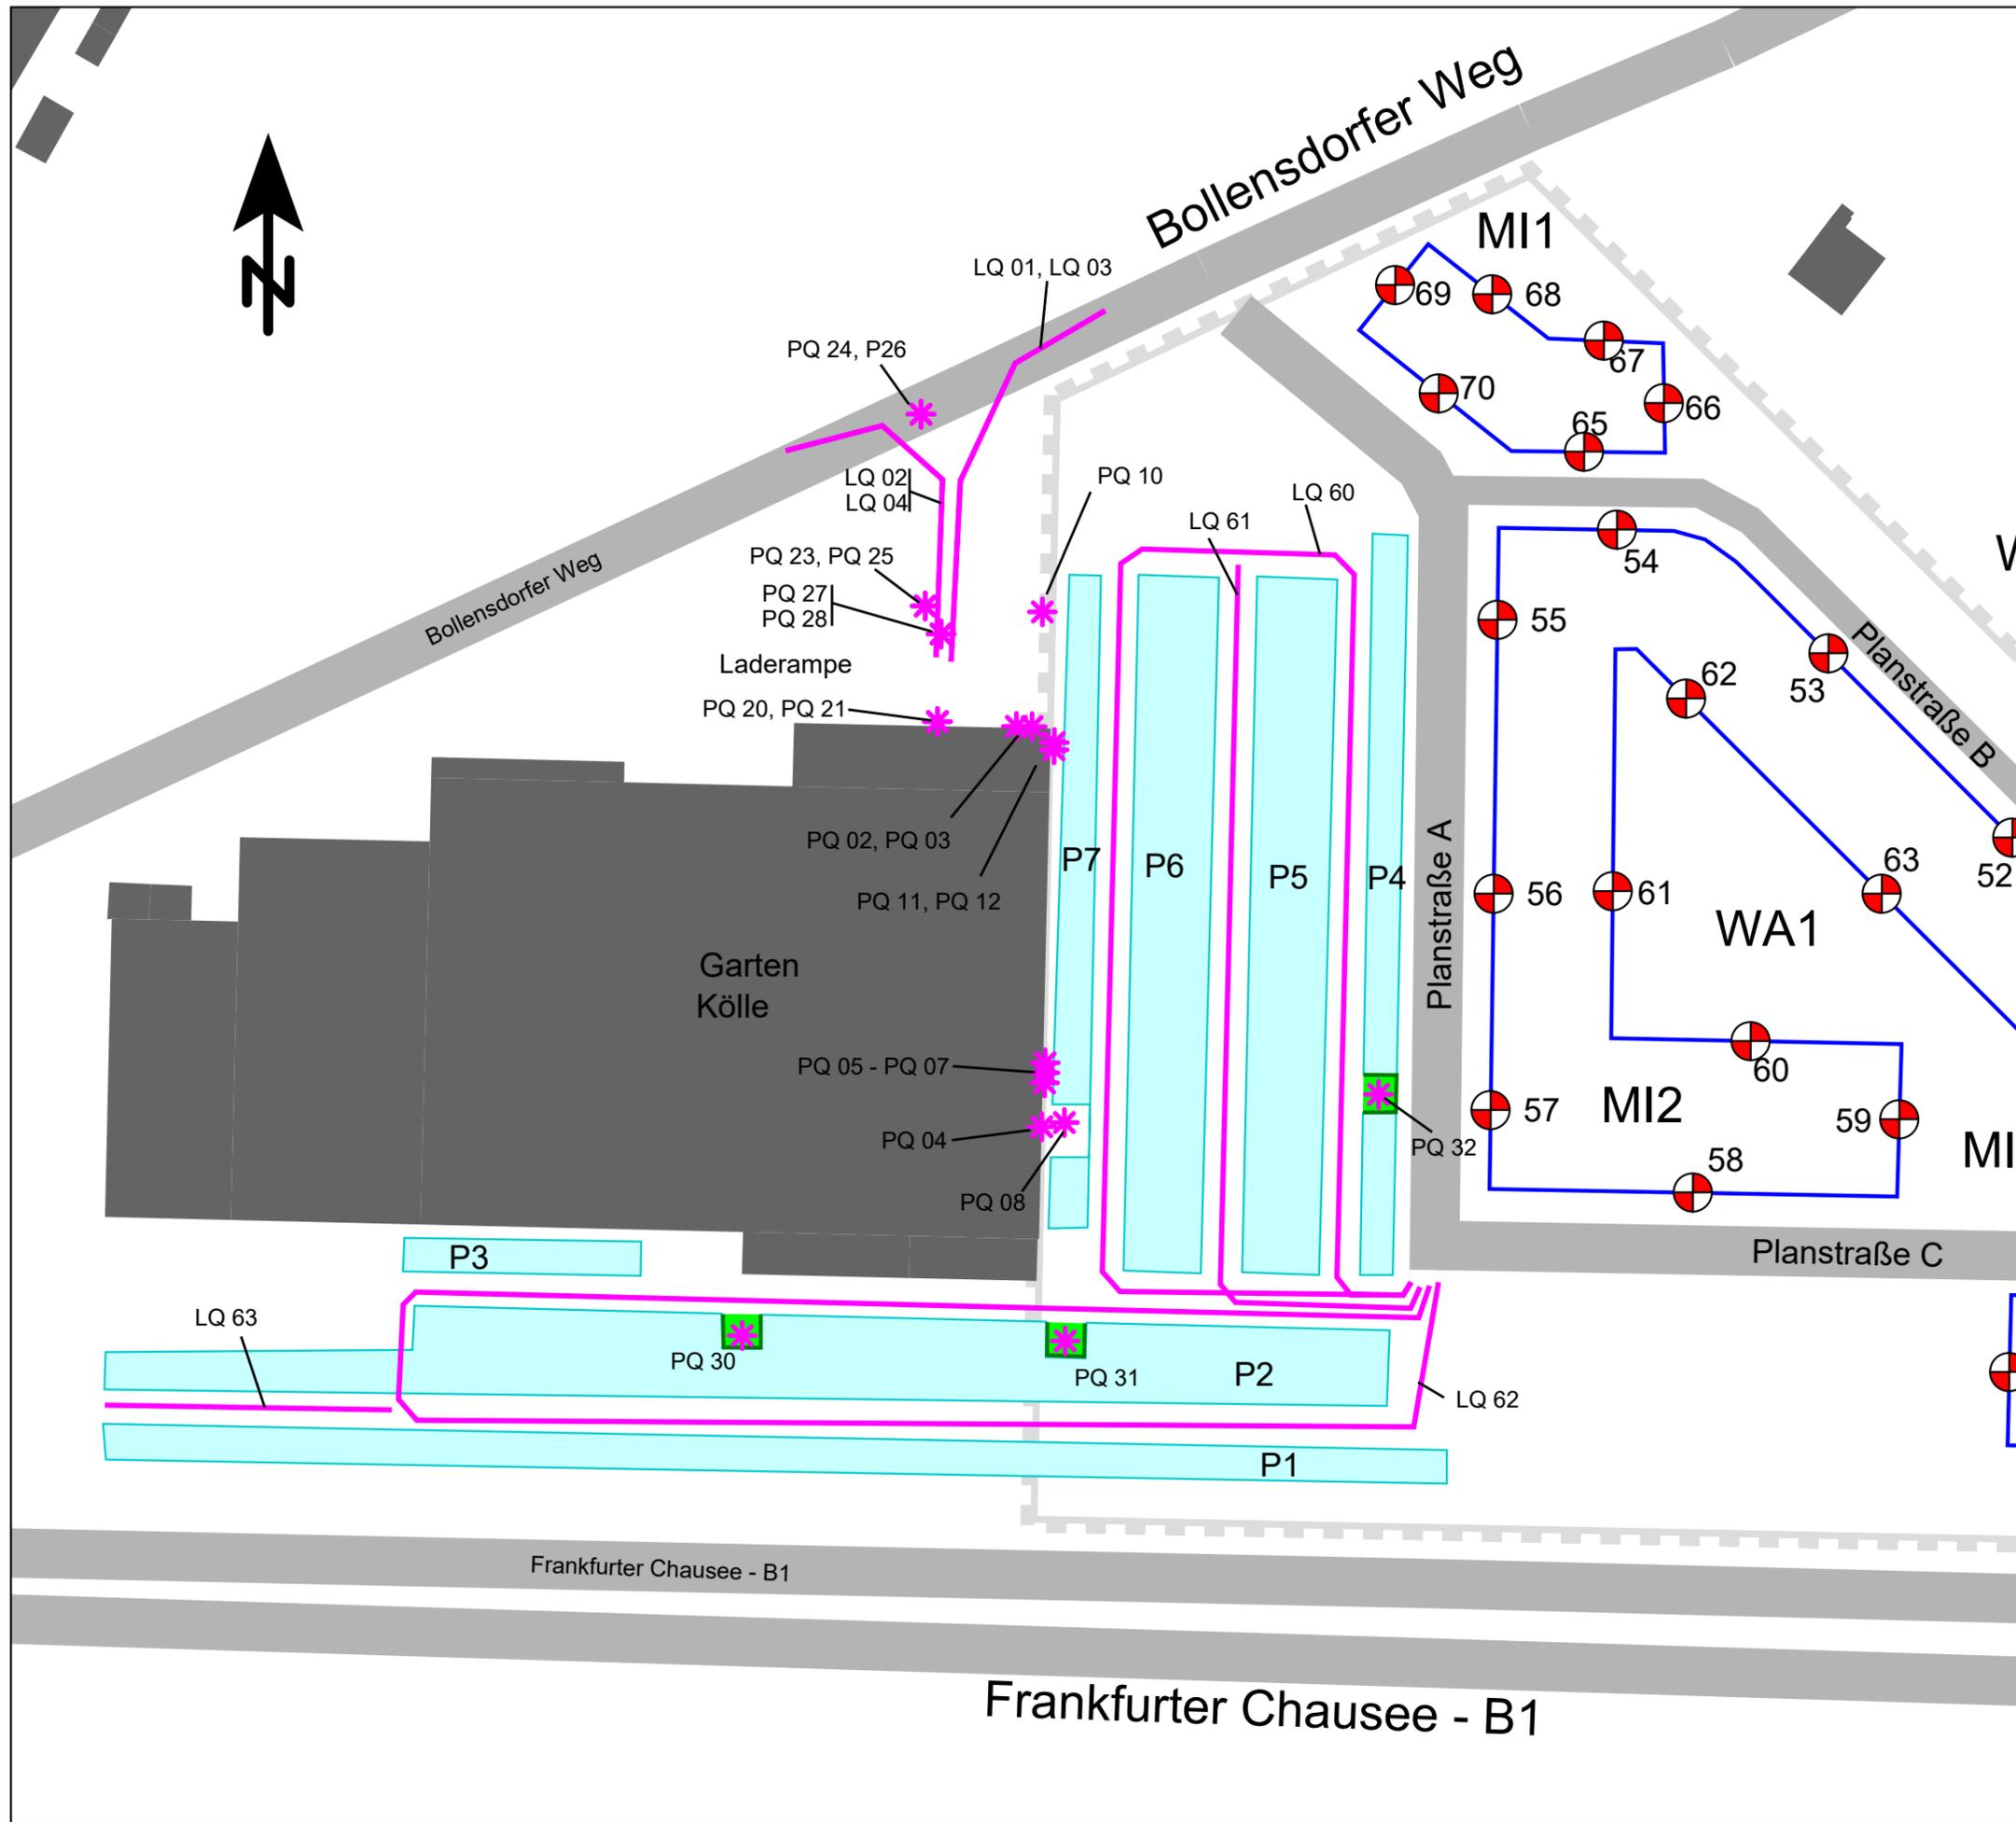 Bollensdorfer Weg
MI1
LQ 01, LQ 03
69
68
67
PQ 24, P26
70
66
65
N
LQ 02
LQ 04
PQ 10
LQ 60
LQ 61
54
PQ 23, PQ 25
PQ 27
PQ 28
Bollensdorfer Weg
55
53
Planstraße B
Laderampe
62
PQ 20, PQ 21
PQ 02, PQ 03
P7
P6
P5
P4
Planstraße A
63
52
56
61
PQ 11, PQ 12
WA1
Garten
Kölle
PQ 05 - PQ 07
60
MI2
57
59
PQ 04
PQ 32
MI
58
PQ 08
P3
Planstraße C
LQ 63
PQ 30
PQ 31
P2
LQ 62
P1
Frankfurter Chausee - B1
Frankfurter Chausee - B1